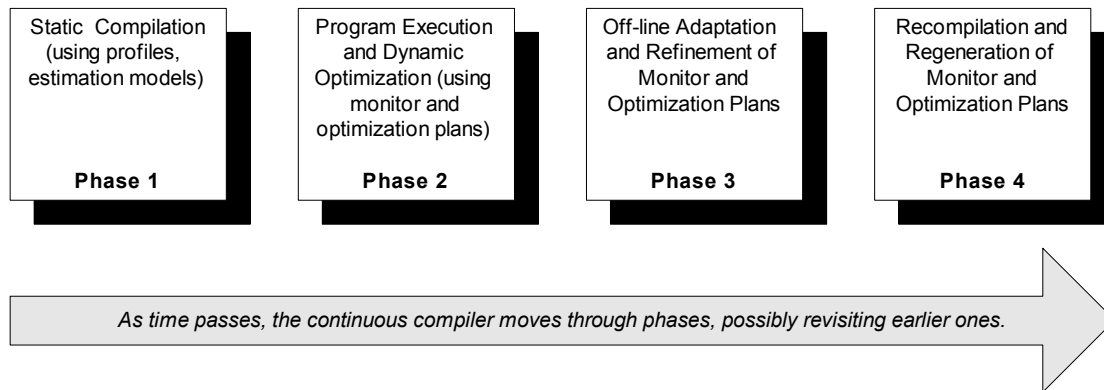 Static Compilation
(using profiles,
estimation models)
Phase 1
Program Execution
and Dynamic
Optimization (using
monitor and
optimization plans)
Phase 2
Off-line Adaptation
and Refinement of
Monitor and
Optimization Plans
Phase 3
Recompilation and
Regeneration of
Monitor and
Optimization Plans
Phase 4
As time passes, the continuous compiler moves through phases, possibly revisiting earlier ones.